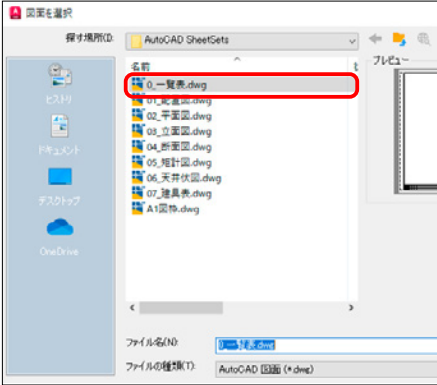 図面を選択
探す場所(I):
AutoCAD SheetSets
プレビュー
名前
ヒストリ
ドキュメント
デスクトップ
OneDrive
0_一覧表.dwg
01_配置図.dwg
02_平面図.dwg
03_立面図.dwg
04_断面図.dwg
05_矩計図.dwg
06_天井伏図.dwg
07_建具表.dwg
A1図枠.dwg
ファイル名(N):
0_一覧表.dwg
ファイルの種類(T):
AutoCAD 図面 (*.dwg)